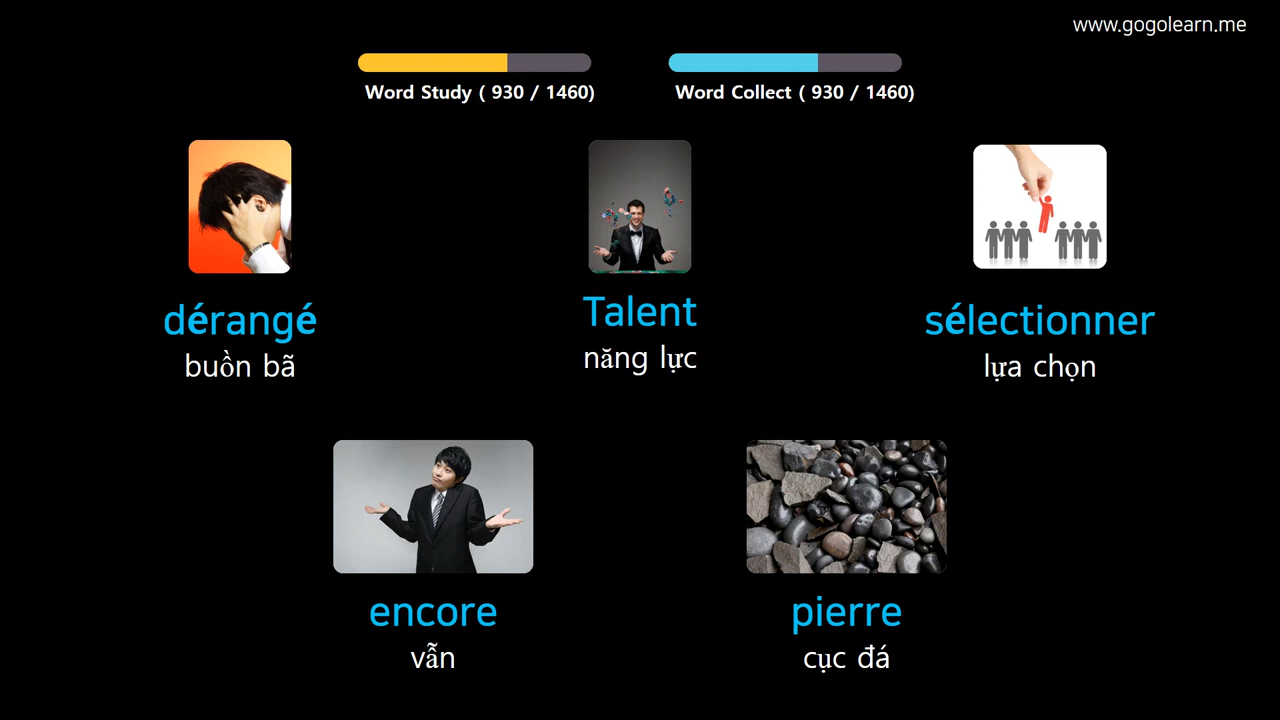 www.gogolearn.me
Word Study ( 930 / 1460)
Word Collect ( 930 / 1460)
dérangé
buồn bã
Talent
năng lực
sélectionner
lựa chọn
encore
vẫn
pierre
cục đá